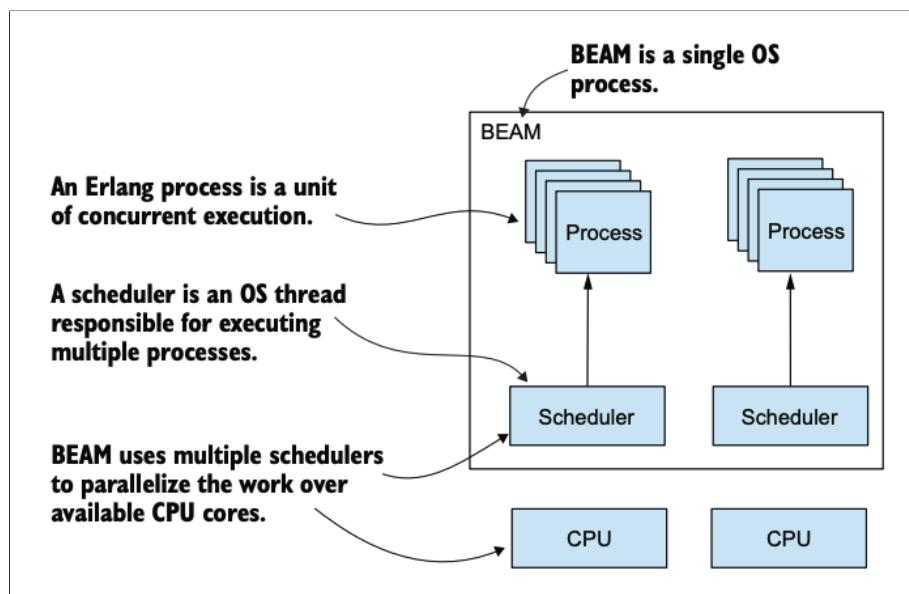 BEAM is a single OS
process.
BEAM
An Erlang process is a unit
of concurrent execution.
Process
Process
A scheduler is an OS thread
responsible for executing
multiple processes.
Scheduler
Scheduler
BEAM uses multiple schedulers
to parallelize the work over
available CPU cores.
CPU
CPU